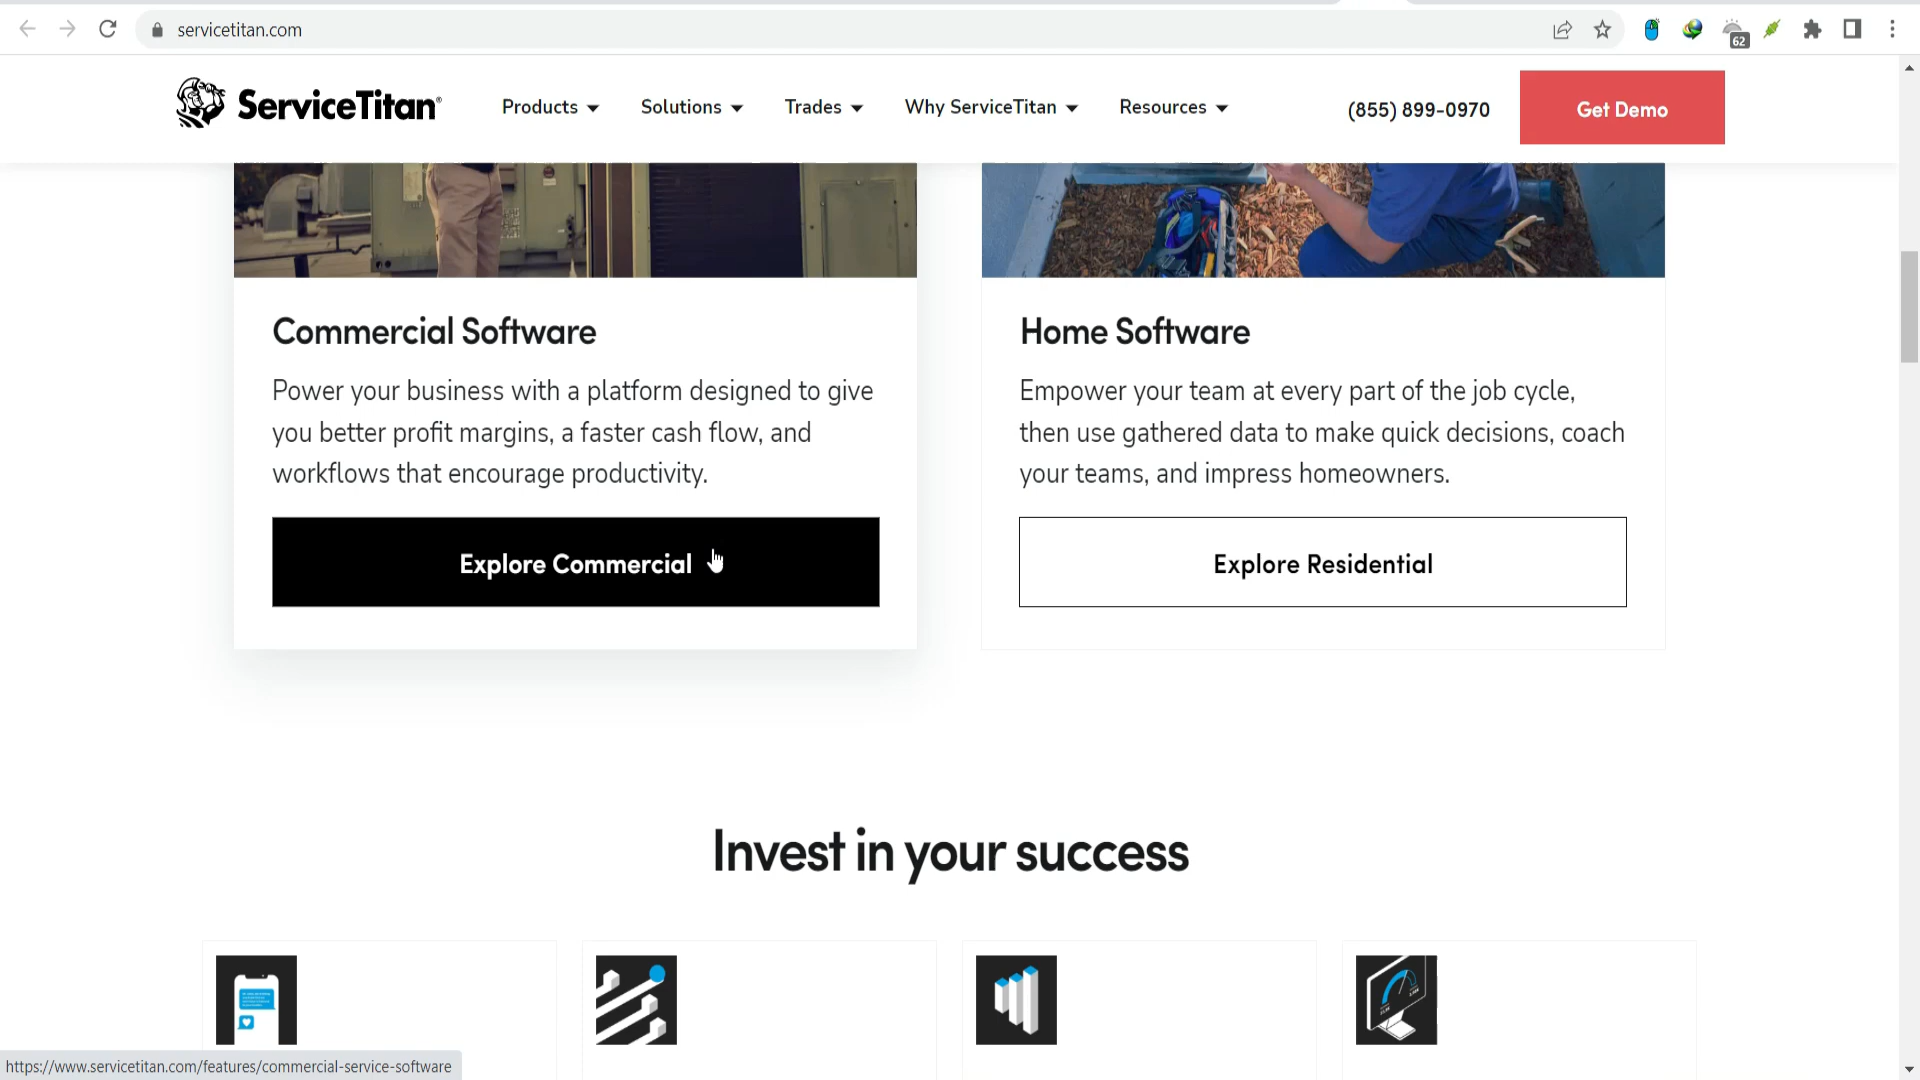 servicetitan.com
62
ServiceTitan®
Products
Solutions
Trades
Why ServiceTitan
Resources
(855) 899-0970
Get Demo
Commercial Software
Power your business with a platform designed to give
you better profit margins, a faster cash flow, and
workflows that encourage productivity.
Explore Commercial
Home Software
Empower your team at every part of the job cycle,
then use gathered data to make quick decisions, coach
your teams, and impress homeowners.
Explore Residential
Invest in your success
https://www.servicetitan.com/features/commercial-service-software